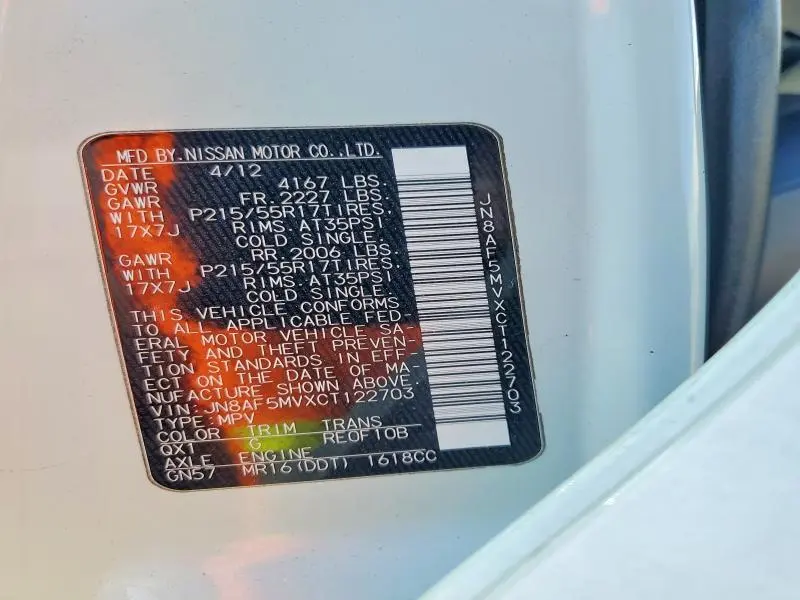 MFD BY.NISSAN MOTOR CO.,LTD.
DATE 4/12
GVWR 4167 LBS.
GAWR FR. 2227 LBS.
WITH P215/55R17TIRES.
17X7J RIMS AT35PSI
COLD SINGLE.
GAWR RR. 2006 LBS.
WITH P215/55R17TIRES.
17X7J RIMS AT35PSI
COLD SINGLE.
THIS VEHICLE CONFORMS
TO ALL APPLICABLE FED-
ERAL MOTOR VEHICLE SA-
FETY AND THEFT PREVEN-
TION STANDARDS IN EFF-
ECT ON THE DATE OF MA-
NUFACTURE SHOWN ABOVE.
VIN: JN8AF5MVXCT122703
TYPE: MPV
COLOR TRIM TRANS
QX1 G RE0F10B
AXLE ENGINE
GN57 MR16(DDT) 1618CC
JN8AF5MVXCT122703